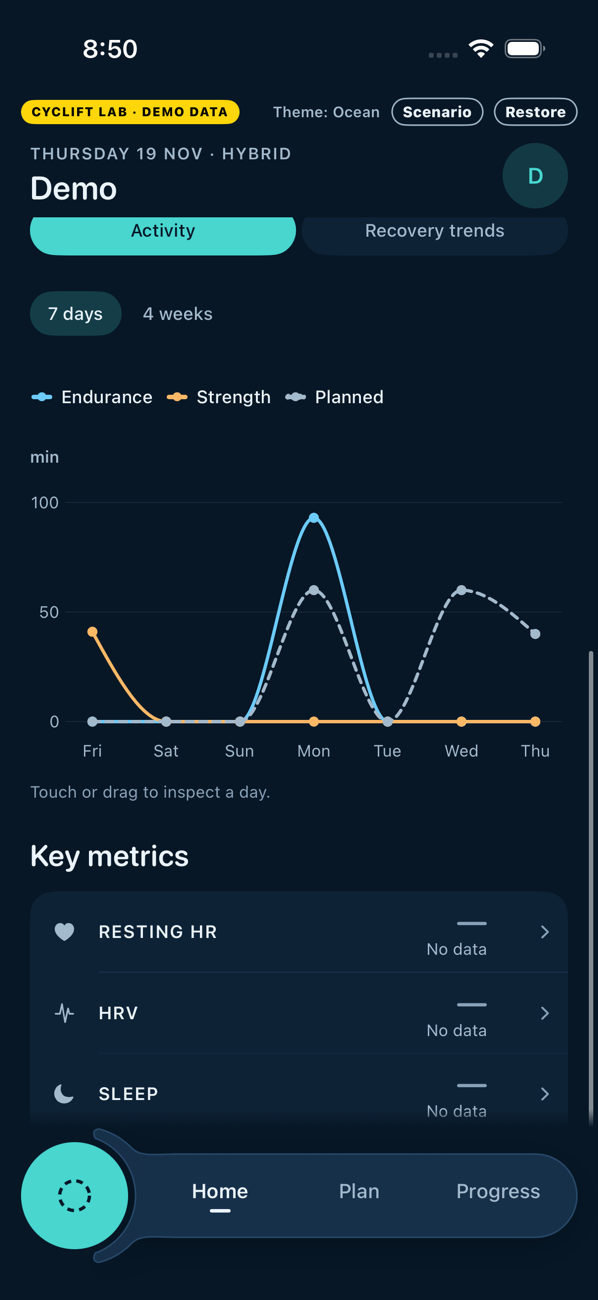 8:50
CYCLIFT LAB · DEMO DATA
Theme: Ocean
Scenario
Restore
THURSDAY 19 NOV · HYBRID
Demo
D
Activity
Recovery trends
7 days
4 weeks
Endurance
Strength
Planned
min
100
50
0
Fri Sat Sun Mon Tue Wed Thu
Touch or drag to inspect a day.
Key metrics
RESTING HR
No data
HRV
No data
SLEEP
No data
Home
Plan
Progress